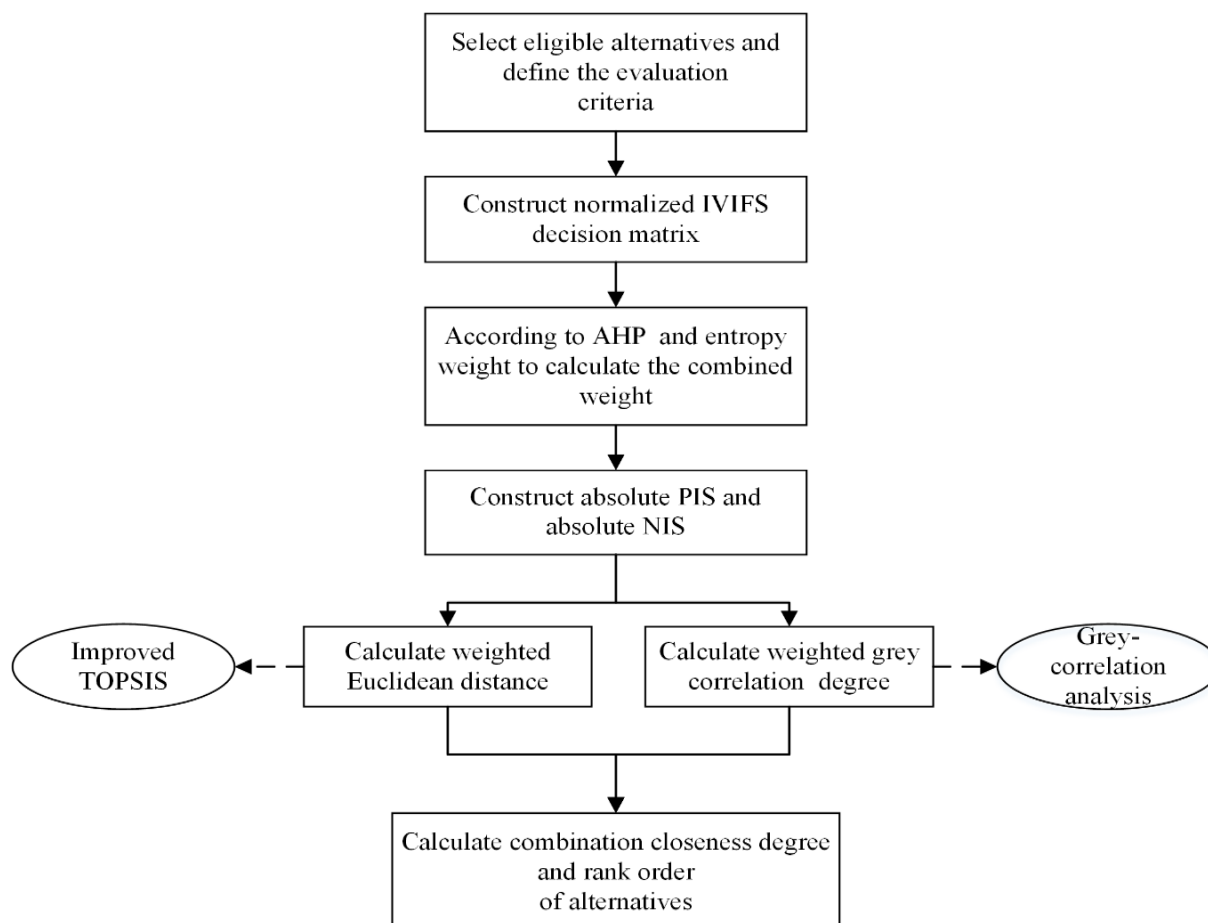 Select eligible alternatives and
define the evaluation
criteria
Construct normalized IVIFS
decision matrix
According to AHP and entropy
weight to calculate the combined
weight
Construct absolute PIS and
absolute NIS
Improved
TOPSIS
Calculate weighted
Euclidean distance
Calculate weighted grey
correlation degree
Grey-
correlation
analysis
Calculate combination closeness degree
and rank order
of alternatives